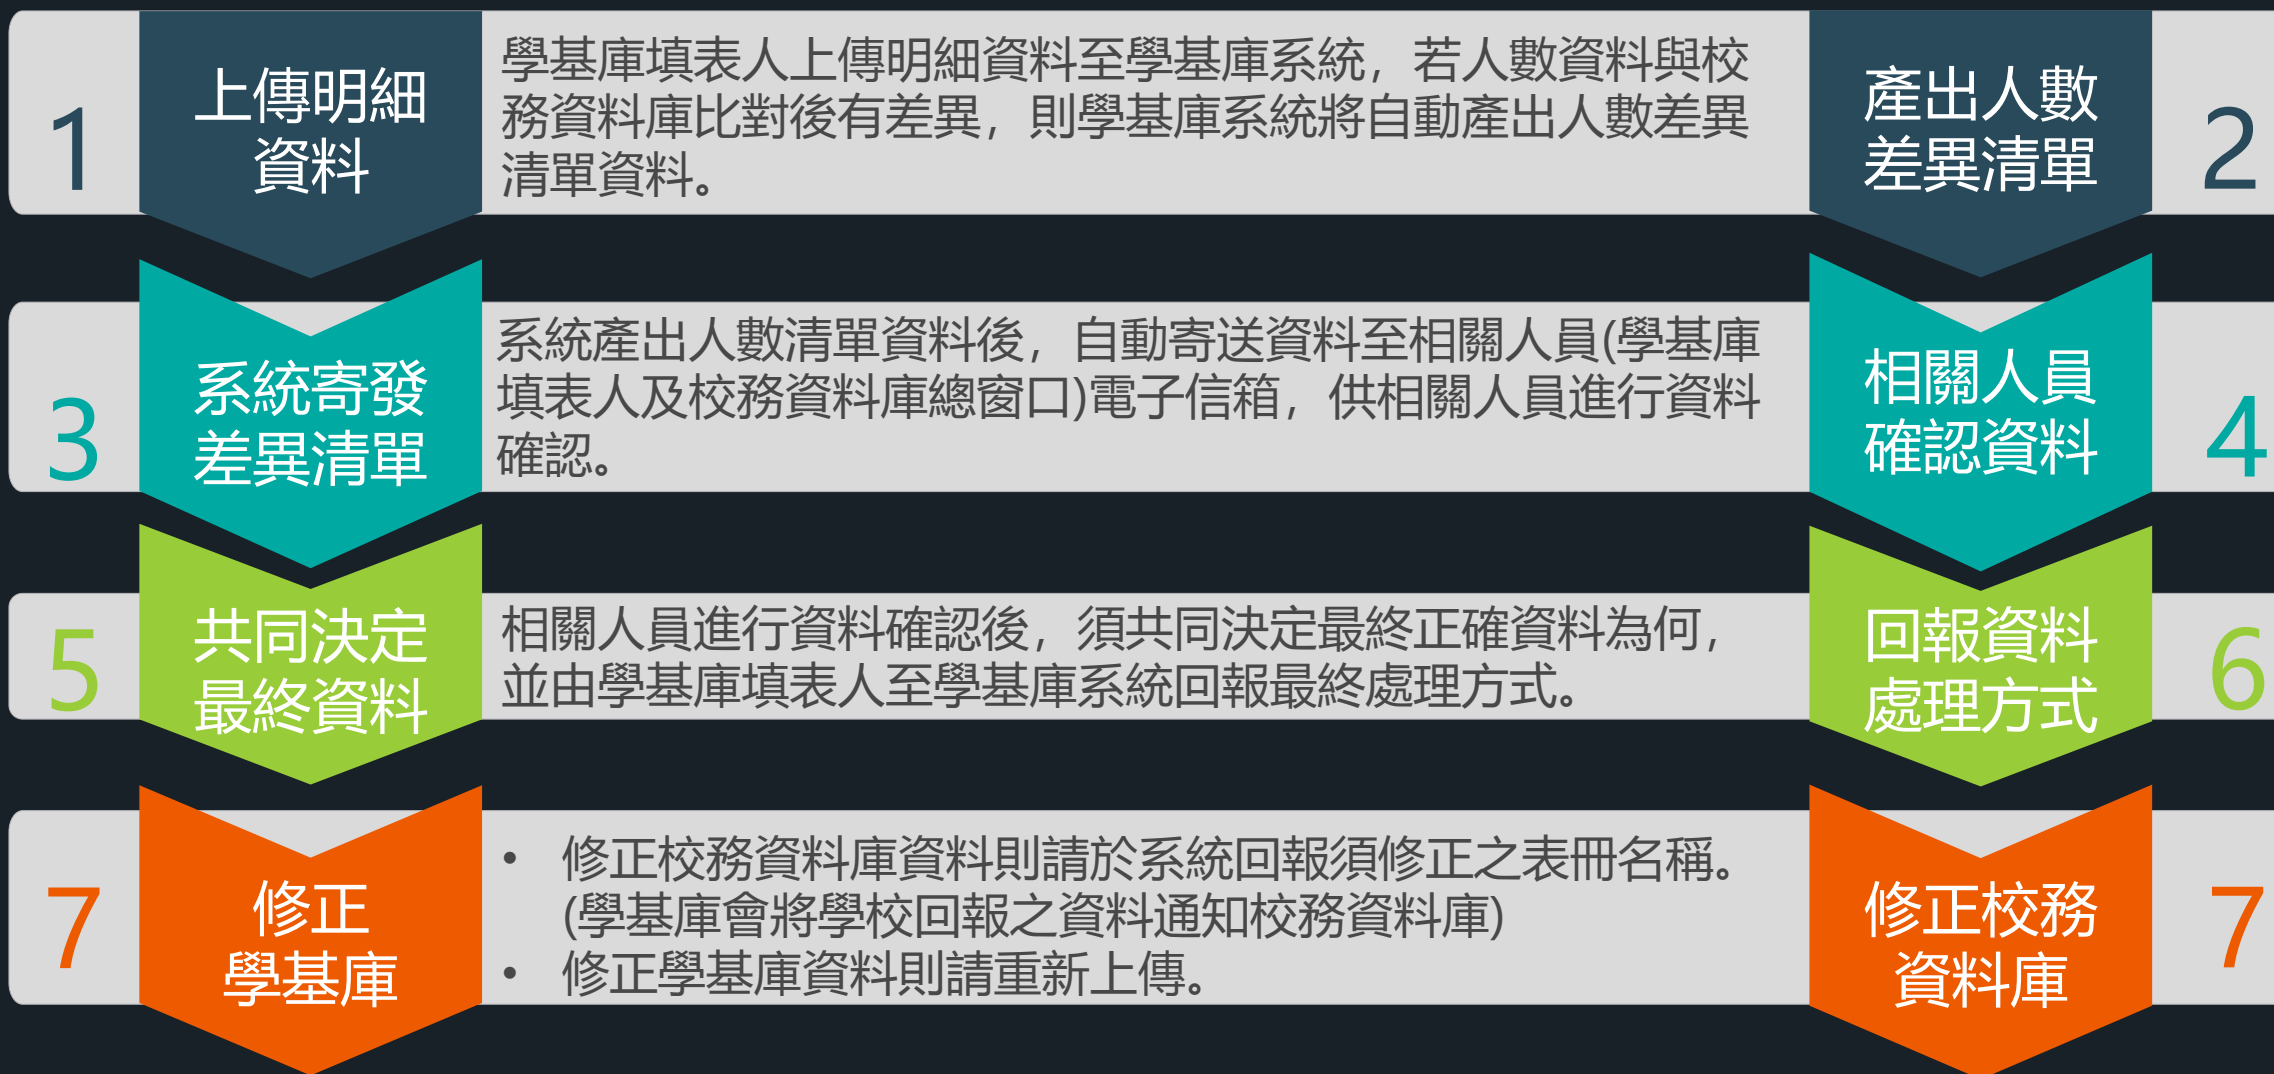 1
上傳明細
資料
學基庫填表人上傳明細資料至學基庫系統，若人數資料與校
務資料庫比對後有差異，則學基庫系統將自動產出人數差異
清單資料。
產出人數
差異清單
2
3
系統寄發
差異清單
系統產出人數清單資料後，自動寄送資料至相關人員(學基庫
填表人及校務資料庫總窗口)電子信箱，供相關人員進行資料
確認。
相關人員
確認資料
4
5
共同決定
最終資料
相關人員進行資料確認後，須共同決定最終正確資料為何，
並由學基庫填表人至學基庫系統回報最終處理方式。
回報資料
處理方式
6
7
修正
學基庫
• 修正校務資料庫資料則請於系統回報須修正之表冊名稱。
(學基庫會將學校回報之資料通知校務資料庫)
• 修正學基庫資料則請重新上傳。
修正校務
資料庫
7